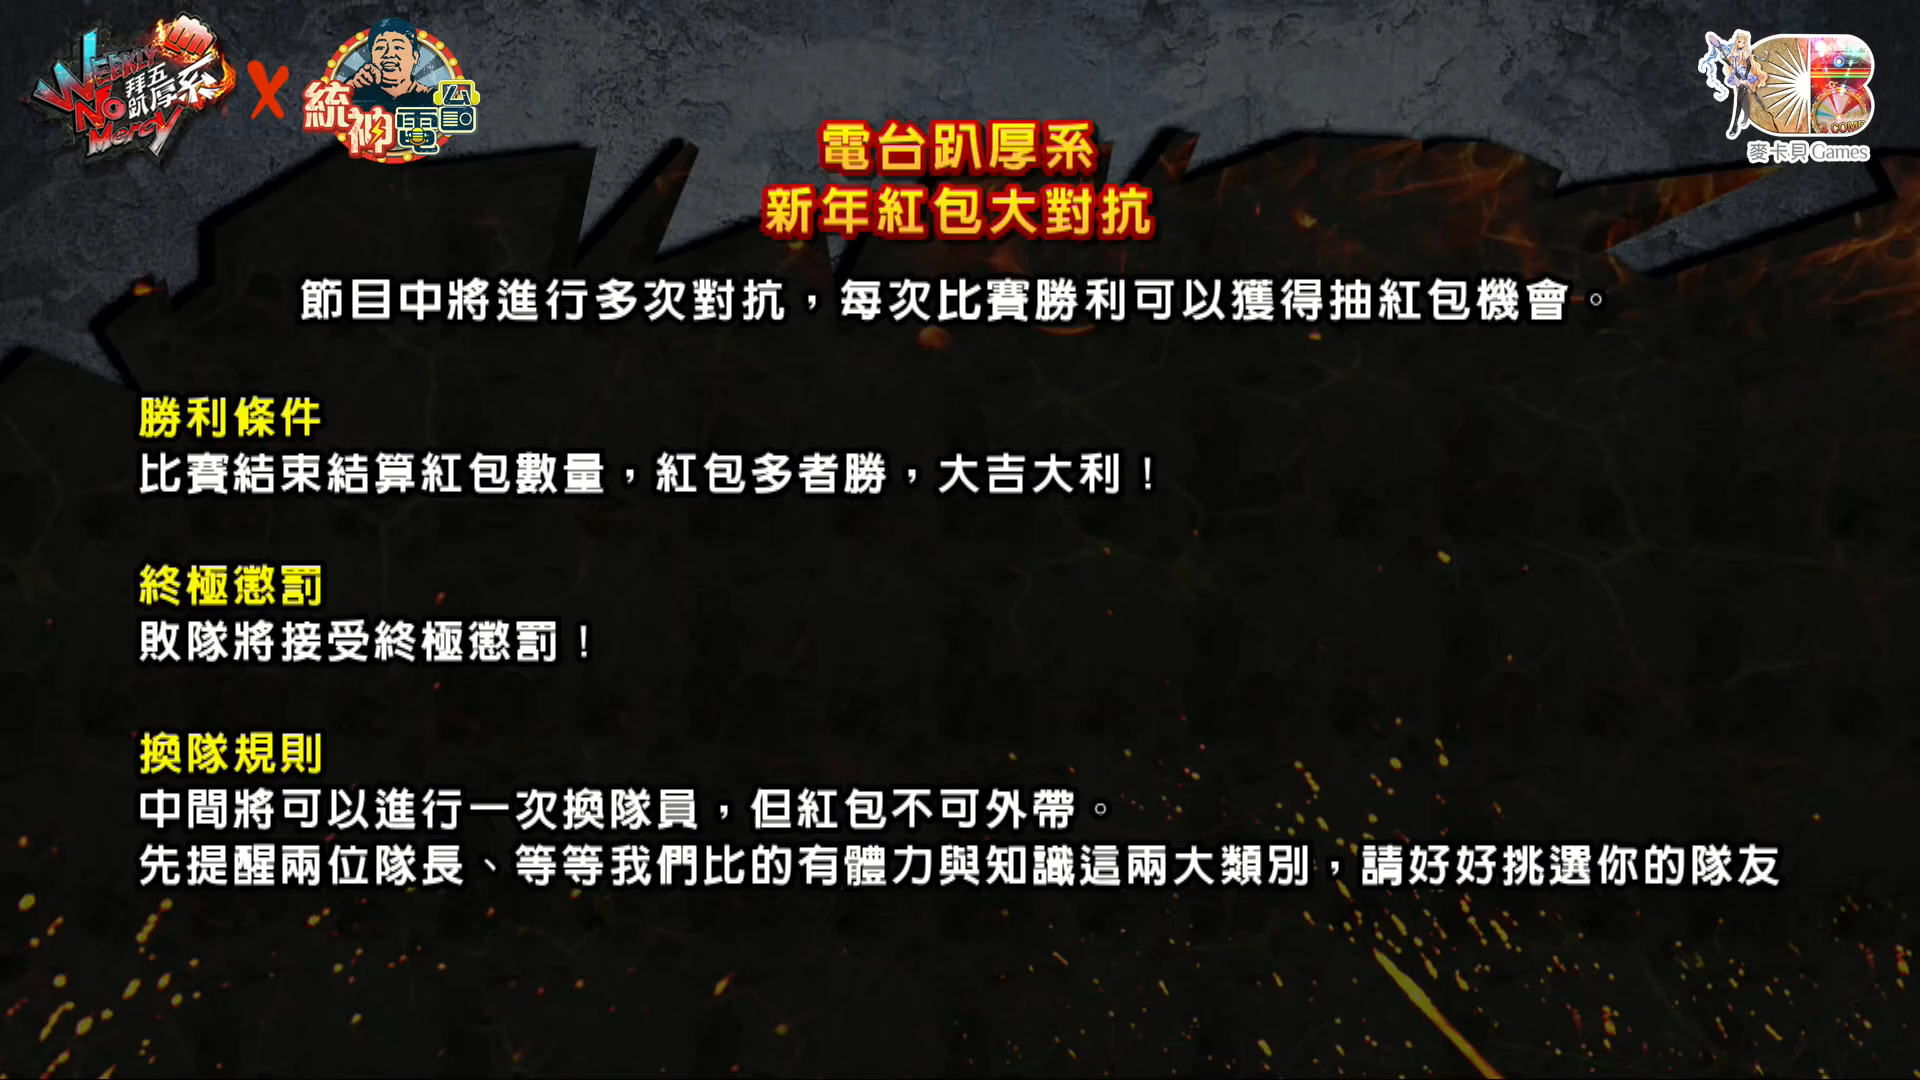 WEEKLY
NO
Mercy
拜五
趴厚系
X
統神電台
麥卡貝Games
電台趴厚系
新年紅包大對抗
節目中將進行多次對抗，每次比賽勝利可以獲得抽紅包機會。
勝利條件
比賽結束結算紅包數量，紅包多者勝，大吉大利！
終極懲罰
敗隊將接受終極懲罰！
換隊規則
中間將可以進行一次換隊員，但紅包不可外帶。
先提醒兩位隊長、等等我們比的有體力與知識這兩大類別，請好好挑選你的隊友